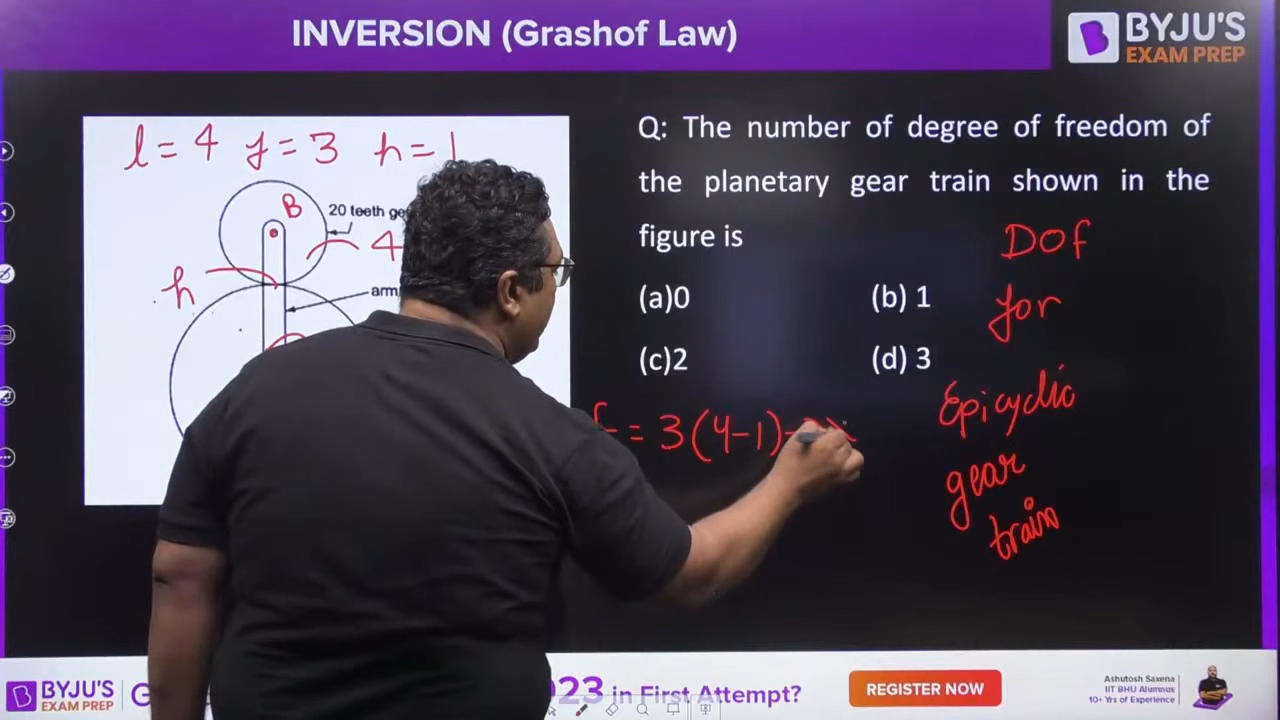 INVERSION (Grashof Law)
BYJU'S
EXAM PREP
l = 4 j = 3 h = 1
B
20 teeth
4
h
Q: The number of degree of freedom of
the planetary gear train shown in the
figure is
(a)0
(b) 1
(c)2
(d) 3
= 3(4-1)
DOF
for
Epicyclic
gear
train
BYJU'S
EXAM PREP
in First Attempt?
REGISTER NOW
Ashutosh Saxena
IIT BHU Alumnus
10+ Yrs of Experience